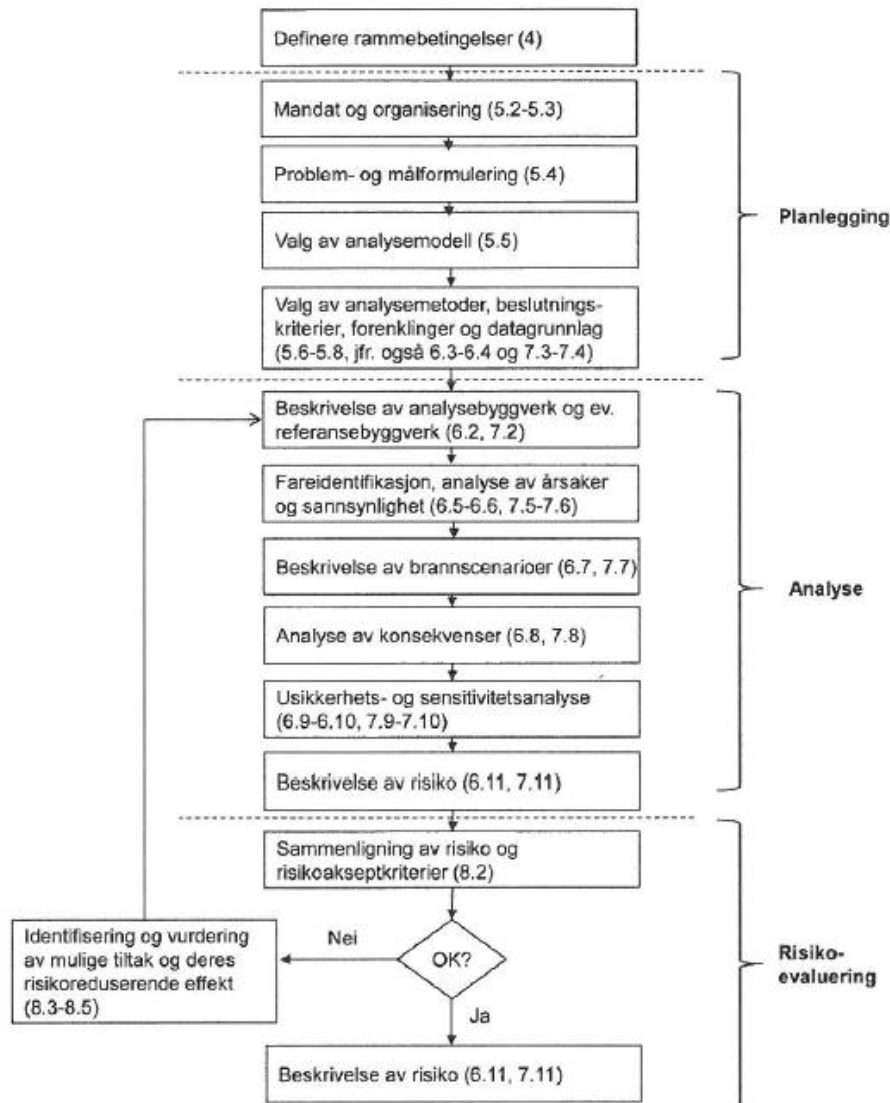 Definere rammebetingelser (4)
Mandat og organisering (5.2-5.3)
Problem- og målformulering (5.4)
Valg av analysemodell (5.5)
Valg av analysemetoder, beslutnings-
kriterier, forenklinger og datagrunnlag
(5.6-5.8, jfr. også 6.3-6.4 og 7.3-7.4)
Planlegging
Beskrivelse av analysebyggverk og ev.
referansebyggverk (6.2, 7.2)
Fareidentifikasjon, analyse av årsaker
og sannsynlighet (6.5-6.6, 7.5-7.6)
Beskrivelse av brannscenarioer (6.7, 7.7)
Analyse av konsekvenser (6.8, 7.8)
Usikkerhets- og sensitivitetsanalyse
(6.9-6.10, 7.9-7.10)
Beskrivelse av risiko (6.11, 7.11)
Analyse
Sammenligning av risiko og
risikoakseptkriterier (8.2)
OK?
Nei
Identifisering og vurdering
av mulige tiltak og deres
risikoreduserende effekt
(8.3-8.5)
Ja
Beskrivelse av risiko (6.11, 7.11)
Risiko-
evaluering